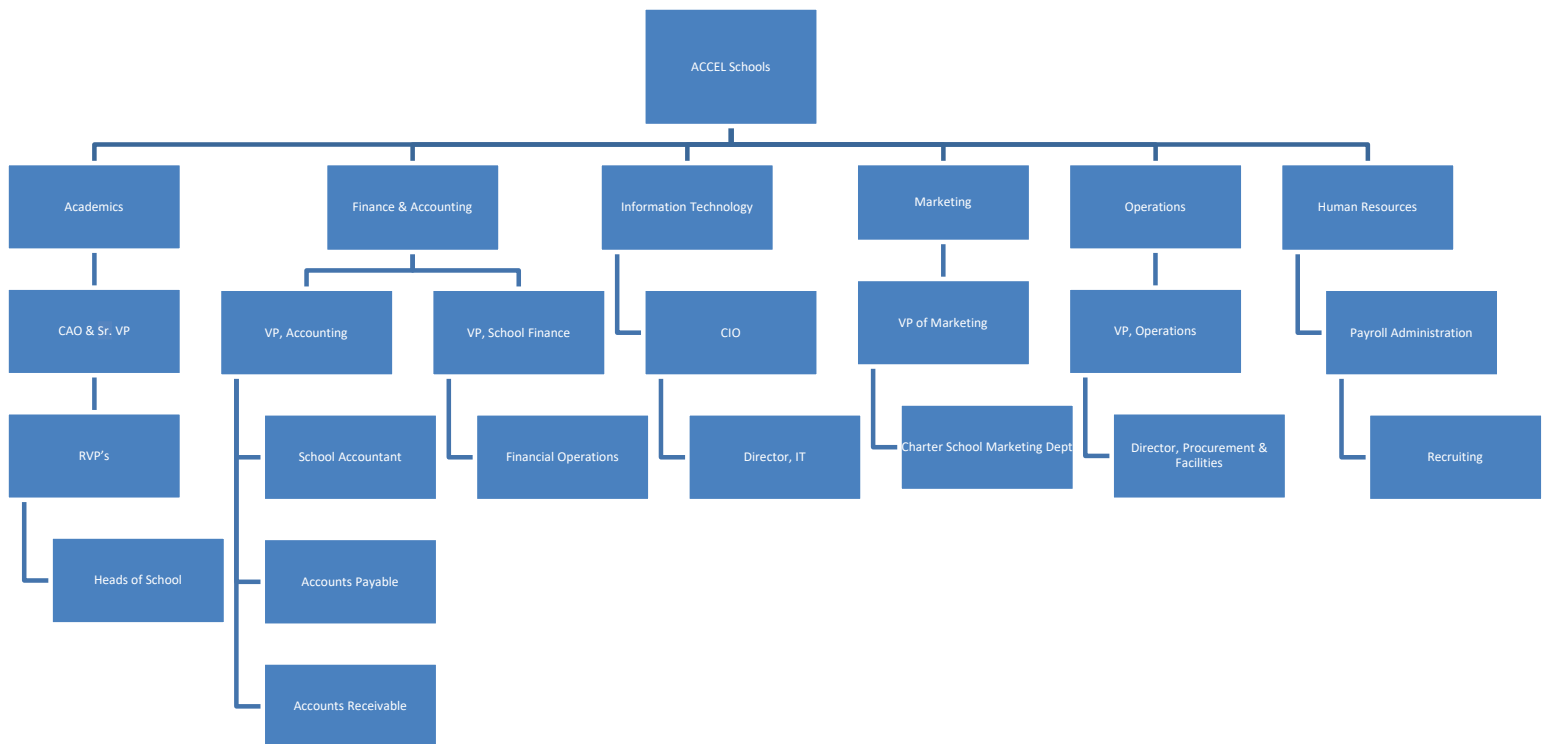 ACCEL Schools
Academics
Finance & Accounting
Information Technology
Marketing
Operations
Human Resources
CAO & Sr. VP
VP, Accounting
VP, School Finance
CIO
VP of Marketing
VP, Operations
Payroll Administration
RVP’s
School Accountant
Financial Operations
Director, IT
Charter School Marketing Dept
Director, Procurement &
Facilities
Recruiting
Heads of School
Accounts Payable
Accounts Receivable